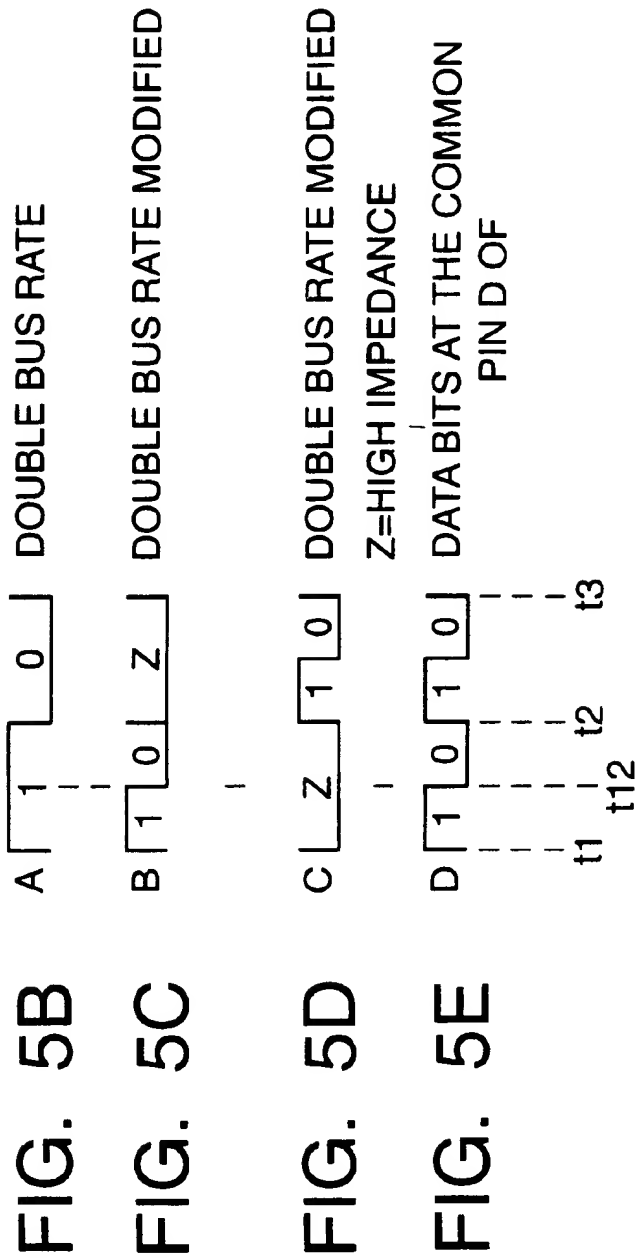 FIG. 5B A 1 0 DOUBLE BUS RATE
FIG. 5C B 1 0 Z DOUBLE BUS RATE MODIFIED
FIG. 5D C Z 1 0 DOUBLE BUS RATE MODIFIED
Z=HIGH IMPEDANCE
FIG. 5E D 1 0 1 0 DATA BITS AT THE COMMON
PIN D OF
t1 t2 t3
t12